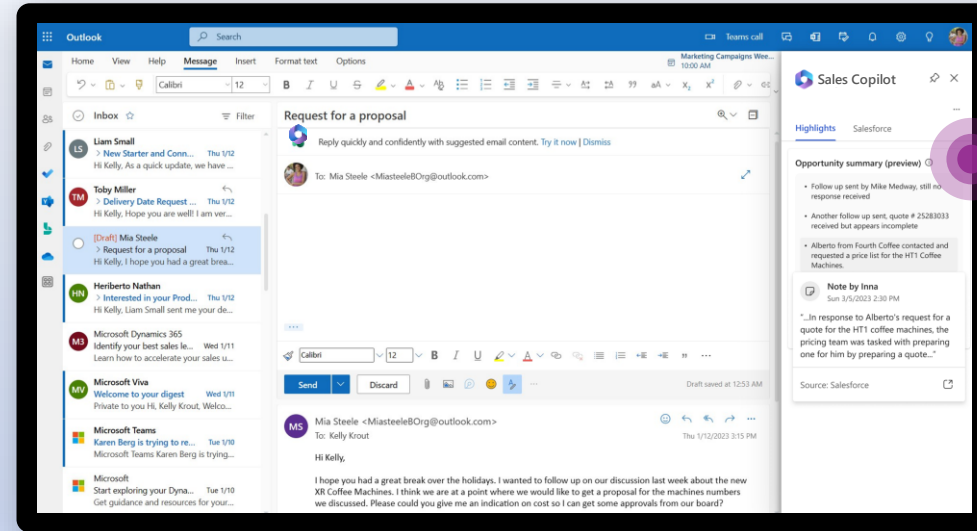 Outlook
Search
Teams call
Home View Help Message Insert Format text Options
Marketing Campaigns Wee...
10:00 AM
Calibri 12
Inbox
Filter
LS
Liam Small
> New Starter and Conn... Thu 1/12
Hi Kelly, As a quick update, we have ...
TM
Toby Miller
> Delivery Date Request ... Thu 1/12
Hi Kelly, Hope you are well! I am ver...
[Draft] Mia Steele
> Request for a proposal Thu 1/12
Hi Kelly, I hope you had a great brea...
HN
Heriberto Nathan
> Interested in your Prod... Thu 1/12
Hi Kelly, Liam Small sent me your de...
M3
Microsoft Dynamics 365
Identify your best sales le... Wed 1/11
Learn how to accelerate your sales u...
MV
Microsoft Viva
Welcome to your digest Wed 1/11
Private to you Hi, Kelly Krout, Welco...
Microsoft Teams
Karen Berg is trying to re... Tue 1/10
Microsoft Teams Karen Berg is trying...
Microsoft
Start exploring your Dyna... Tue 1/10
Get guidance and resources for your...
Request for a proposal
Reply quickly and confidently with suggested email content. Try it now | Dismiss
To: Mia Steele <MiasteeleBOrg@outlook.com>
Calibri 12 B I U
Send
Discard
Draft saved at 12:53 AM
MS
Mia Steele <MiasteeleBOrg@outlook.com>
To: Kelly Krout
Thu 1/12/2023 3:15 PM
Hi Kelly,
I hope you had a great break over the holidays. I wanted to follow up on our discussion last week about the new
XR Coffee Machines. I think we are at a point where we would like to get a proposal for the machines numbers
we discussed. Please could you give me an indication on cost so I can get some approvals from our board?
Sales Copilot
Highlights Salesforce
Opportunity summary (preview)
• Follow up sent by Mike Medway, still no
response received
• Another follow up sent, quote # 25283033
received but appears incomplete
• Alberto from Fourth Coffee contacted and
requested a price list for the HT1 Coffee
Machines.
Note by Inna
Sun 3/5/2023 2:30 PM
"...In response to Alberto's request for a
quote for the HT1 coffee machines, the
pricing team was tasked with preparing
one for him by preparing a quote..."
Source: Salesforce